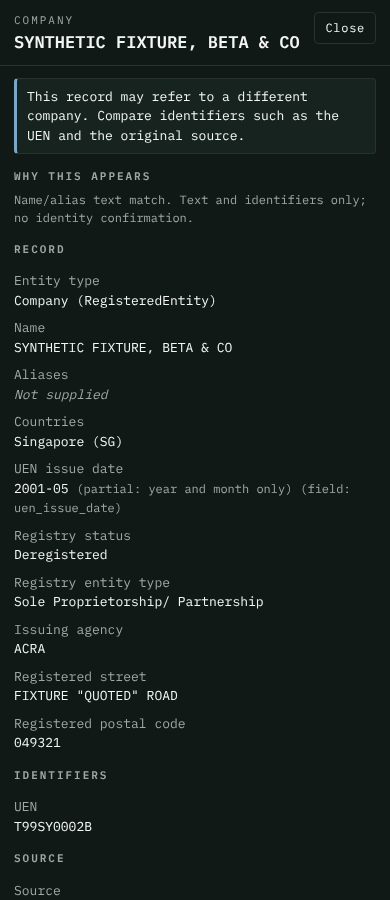 COMPANY
SYNTHETIC FIXTURE, BETA & CO
Close
This record may refer to a different
company. Compare identifiers such as the
UEN and the original source.
WHY THIS APPEARS
Name/alias text match. Text and identifiers only;
no identity confirmation.
RECORD
Entity type
Company (RegisteredEntity)
Name
SYNTHETIC FIXTURE, BETA & CO
Aliases
Not supplied
Countries
Singapore (SG)
UEN issue date
2001-05 (partial: year and month only) (field:
uen_issue_date)
Registry status
Deregistered
Registry entity type
Sole Proprietorship/ Partnership
Issuing agency
ACRA
Registered street
FIXTURE "QUOTED" ROAD
Registered postal code
049321
IDENTIFIERS
UEN
T99SY0002B
SOURCE
Source